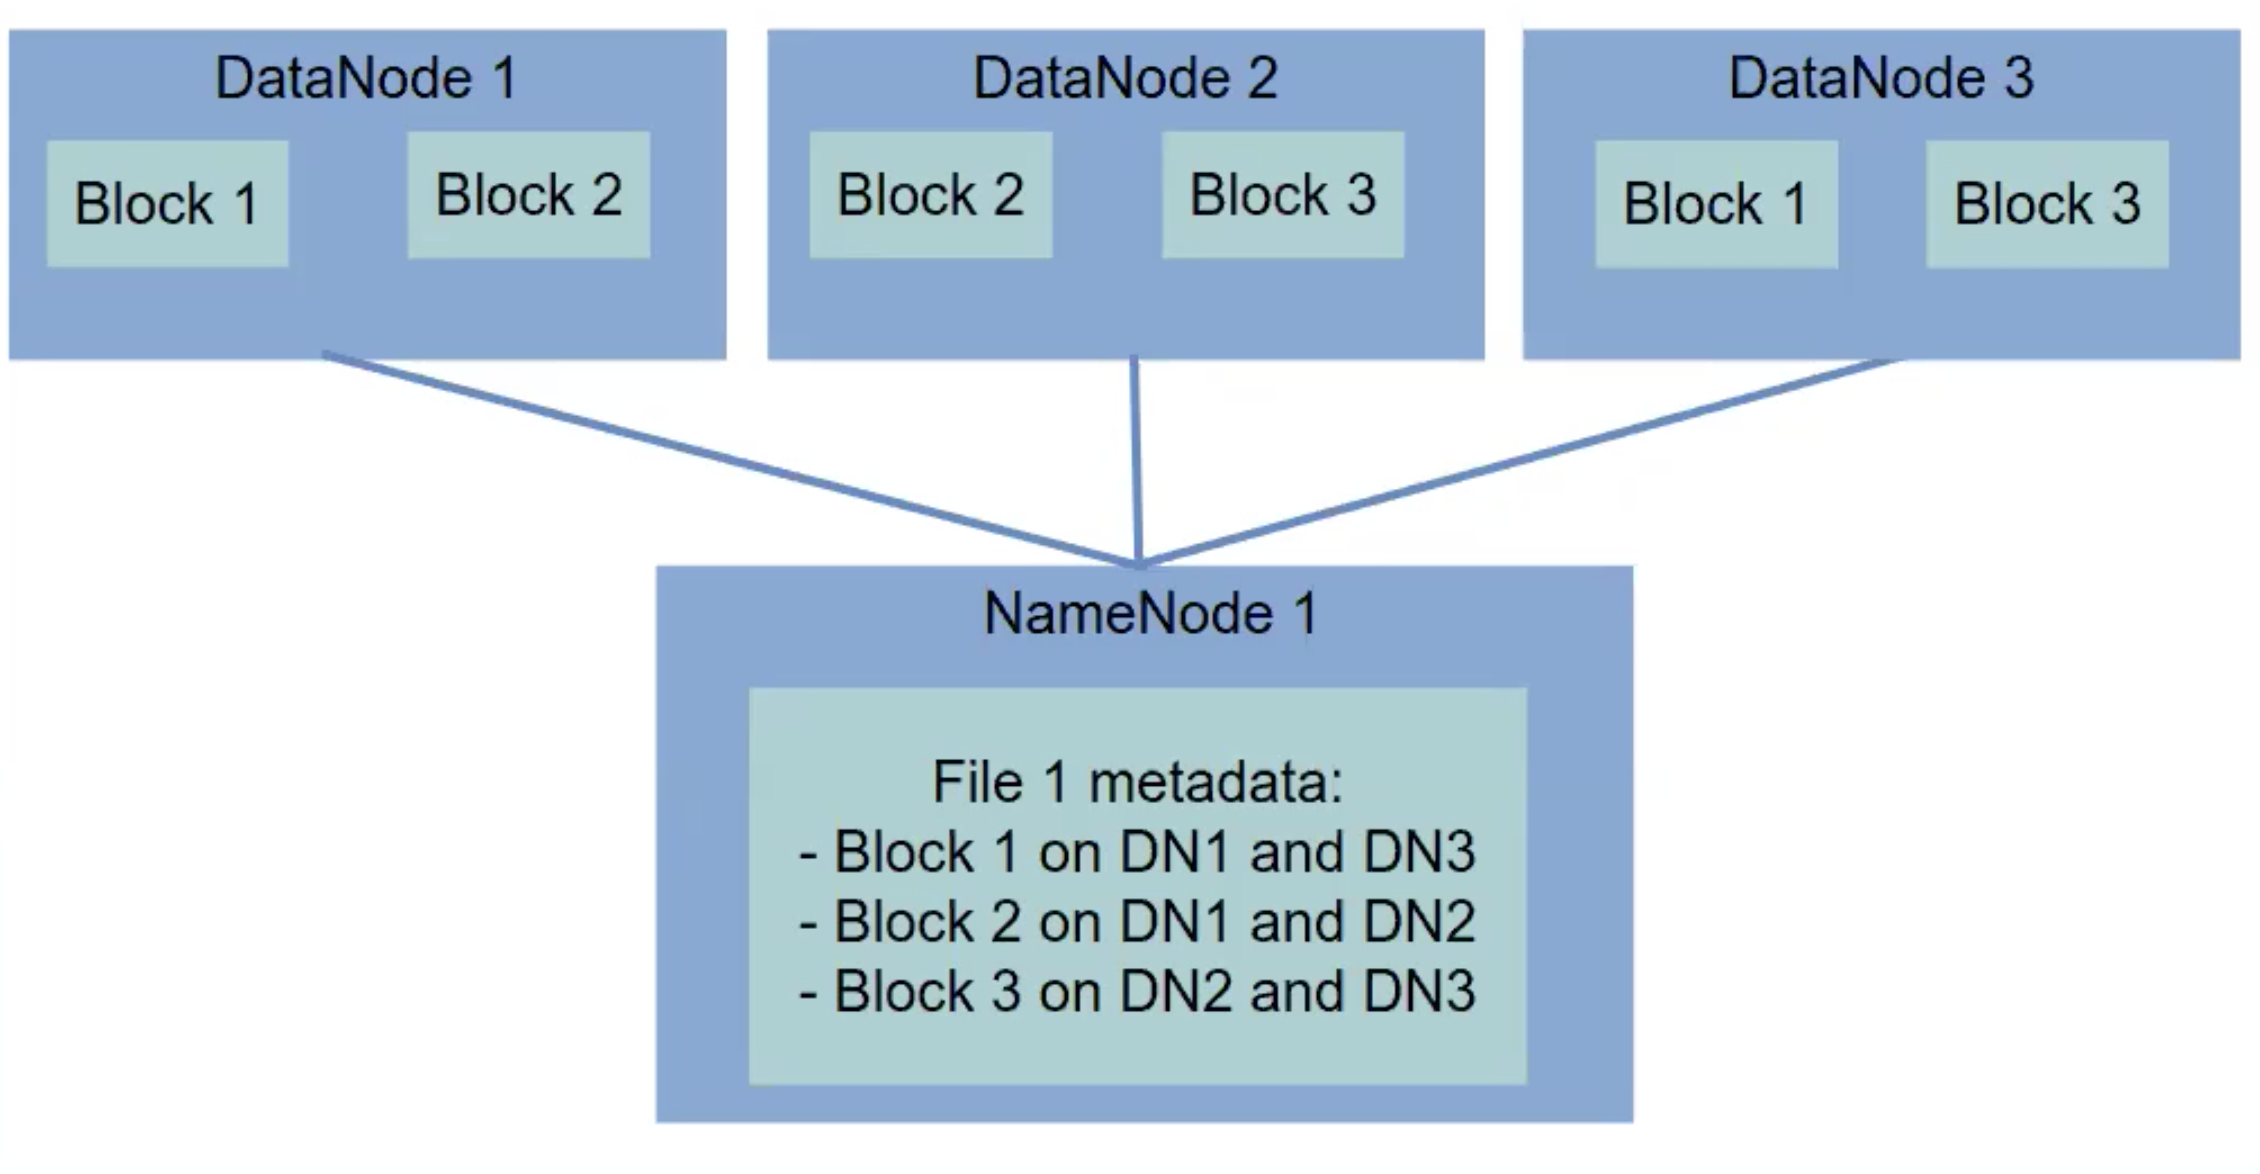 DataNode 1
Block 1
Block 2
DataNode 2
Block 2
Block 3
DataNode 3
Block 1
Block 3
NameNode 1
File 1 metadata:
- Block 1 on DN1 and DN3
- Block 2 on DN1 and DN2
- Block 3 on DN2 and DN3